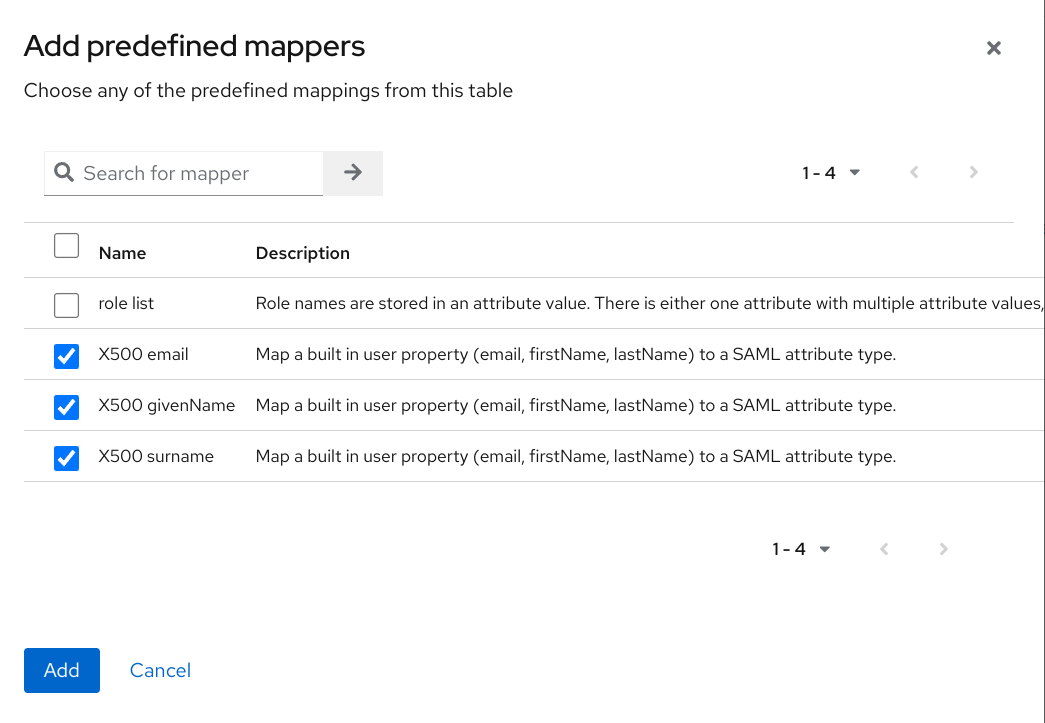 Add predefined mappers
Choose any of the predefined mappings from this table
Search for mapper
1 - 4
Name Description
role list Role names are stored in an attribute value. There is either one attribute with multiple attribute values,
X500 email Map a built in user property (email, firstName, lastName) to a SAML attribute type.
X500 givenName Map a built in user property (email, firstName, lastName) to a SAML attribute type.
X500 surname Map a built in user property (email, firstName, lastName) to a SAML attribute type.
1 - 4
Add Cancel